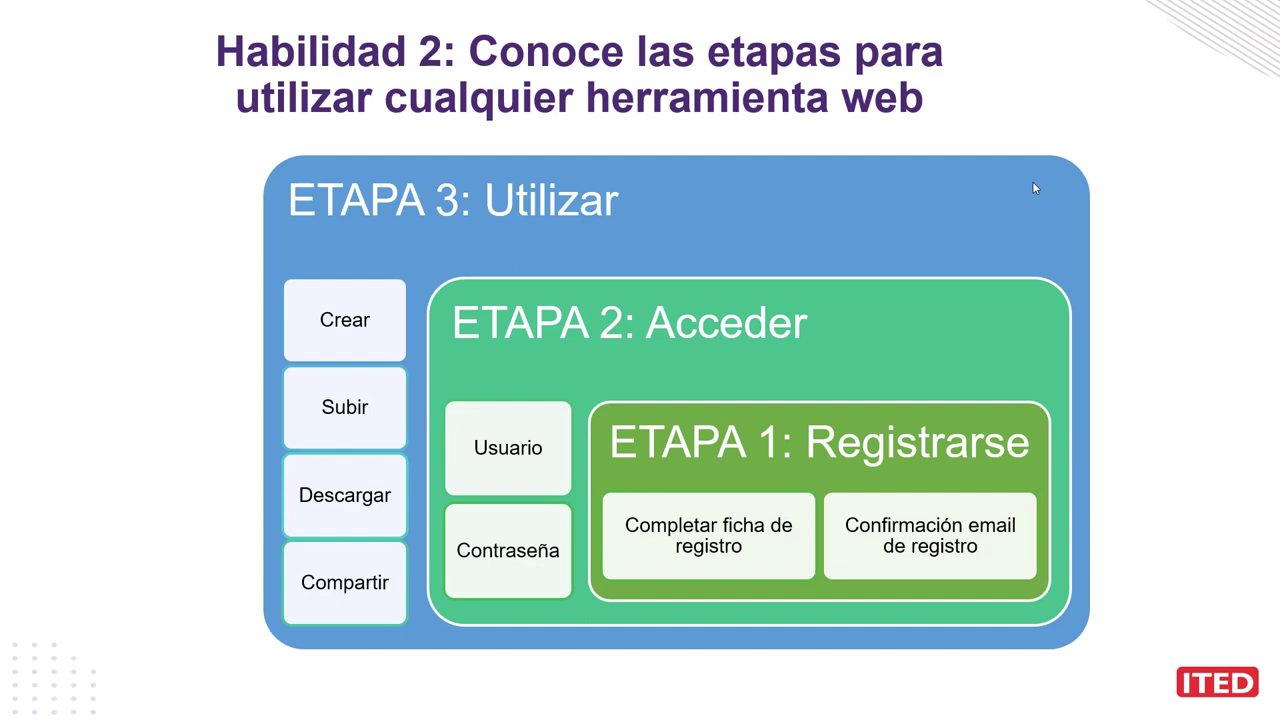 Habilidad 2: Conoce las etapas para
utilizar cualquier herramienta web
ETAPA 3: Utilizar
Crear
Subir
Descargar
Compartir
ETAPA 2: Acceder
Usuario
Contraseña
ETAPA 1: Registrarse
Completar ficha de
registro
Confirmación email
de registro
ITED